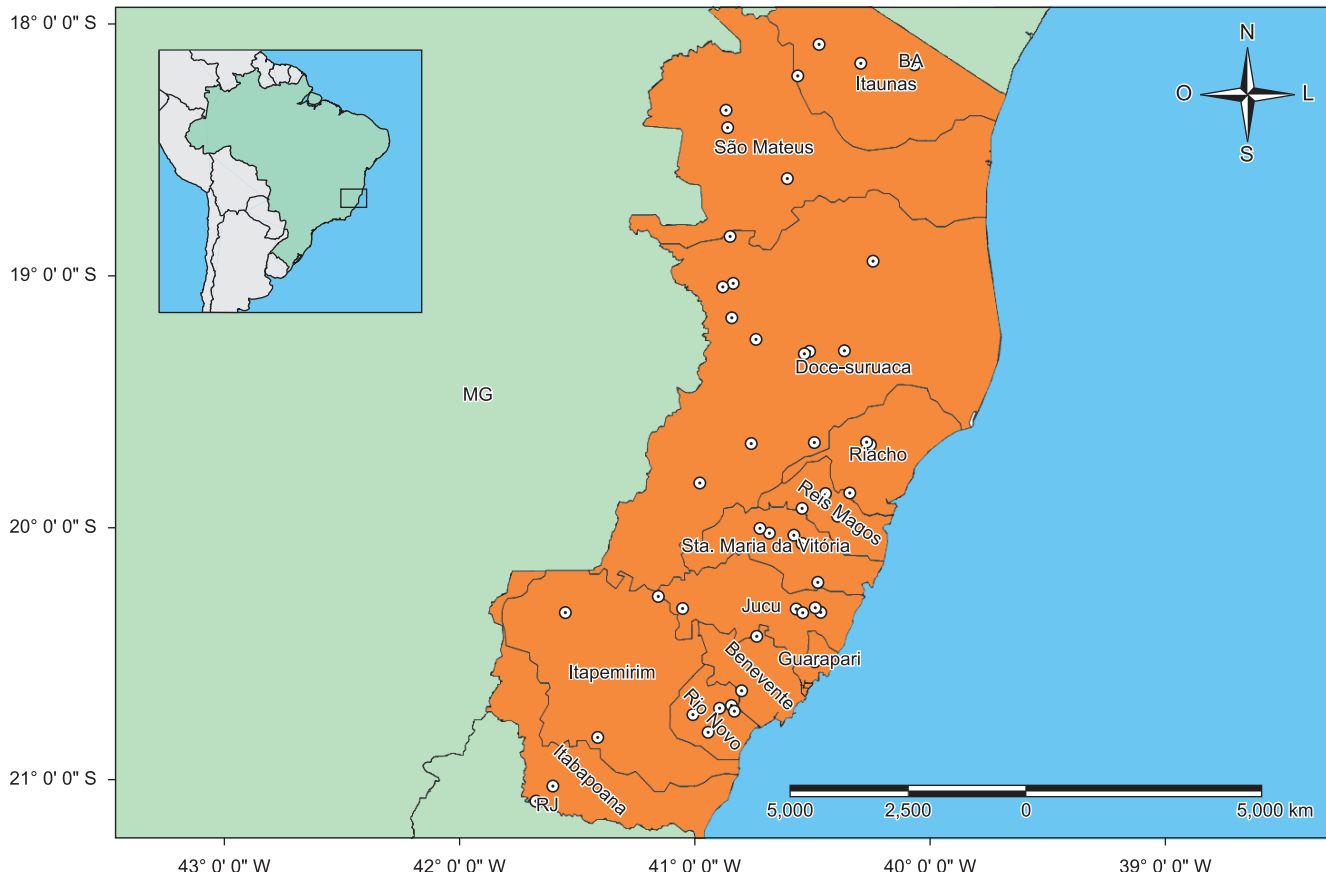 18° 0' 0" S
19° 0' 0" S
20° 0' 0" S
21° 0' 0" S
N
O
L
S
BA
Itaunas
São Mateus
MG
Doce-suruaca
Riacho
Reis Magos
Sta. Maria da Vitória
Jucu
Guarapari
Benevente
Itapemirim
Rio Novo
Itabapoana
RJ
5,000
2,500
0
5,000 km
43° 0' 0" W
42° 0' 0" W
41° 0' 0" W
40° 0' 0" W
39° 0' 0" W